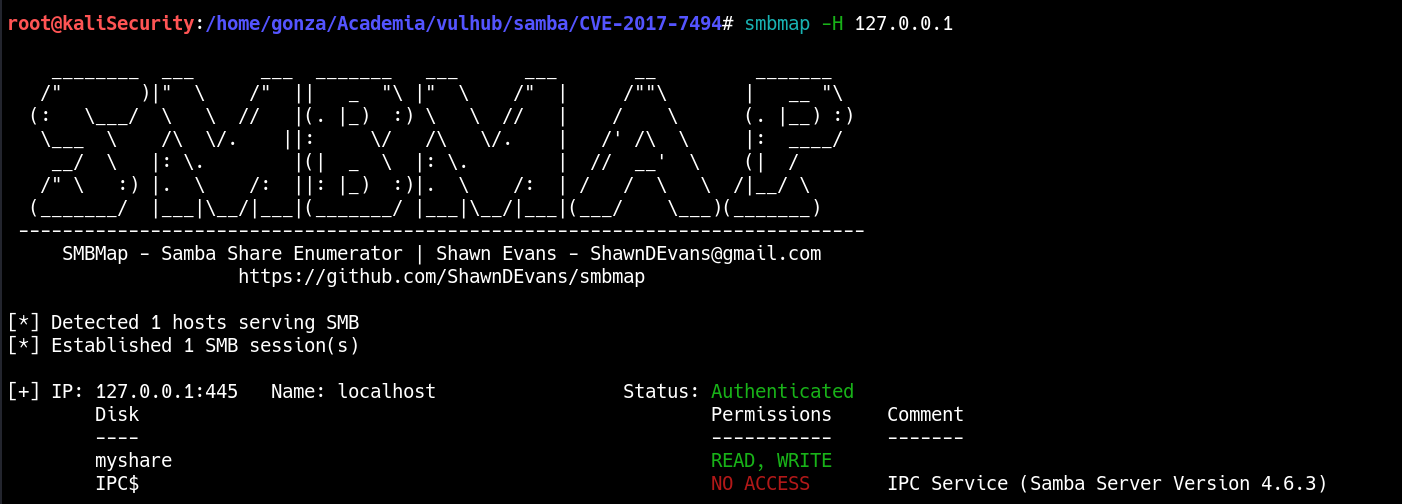 root@kaliSecurity:/home/gonza/Academia/vulhub/samba/CVE-2017-7494# smbmap -H 127.0.0.1
    ________  ___      ___  _______   ___      ___       __         _______
   /"       )|"  \    /"  ||   _  "\ |"  \    /"  |     /""\       |   __ "\
  (:   \___/  \   \  //   |(. |_)  :) \   \  //   |    /    \      (. |__) :)
   \___  \    /\  \/.    ||:     \/   /\   \/.    |   /' /\  \     |:  ____/
    __/  \   |: \.        |(|  _  \  |: \.        |  //  __'  \    (|  /
   /" \   :) |.  \    /:  ||: |_)  :)|.  \    /:  | /   /  \   \  /|__/ \
  (_______/  |___|\__/|___|(_______/ |___|\__/|___|(___/    \___)(_______)
-----------------------------------------------------------------------------
SMBMap - Samba Share Enumerator | Shawn Evans - ShawnDEvans@gmail.com
https://github.com/ShawnDEvans/smbmap
[*] Detected 1 hosts serving SMB
[*] Established 1 SMB session(s)
[+] IP: 127.0.0.1:445   Name: localhost                 Status: Authenticated
Disk                                                    Permissions     Comment
----                                                    -----------     -------
myshare                                                 READ, WRITE
IPC$                                                    NO ACCESS       IPC Service (Samba Server Version 4.6.3)